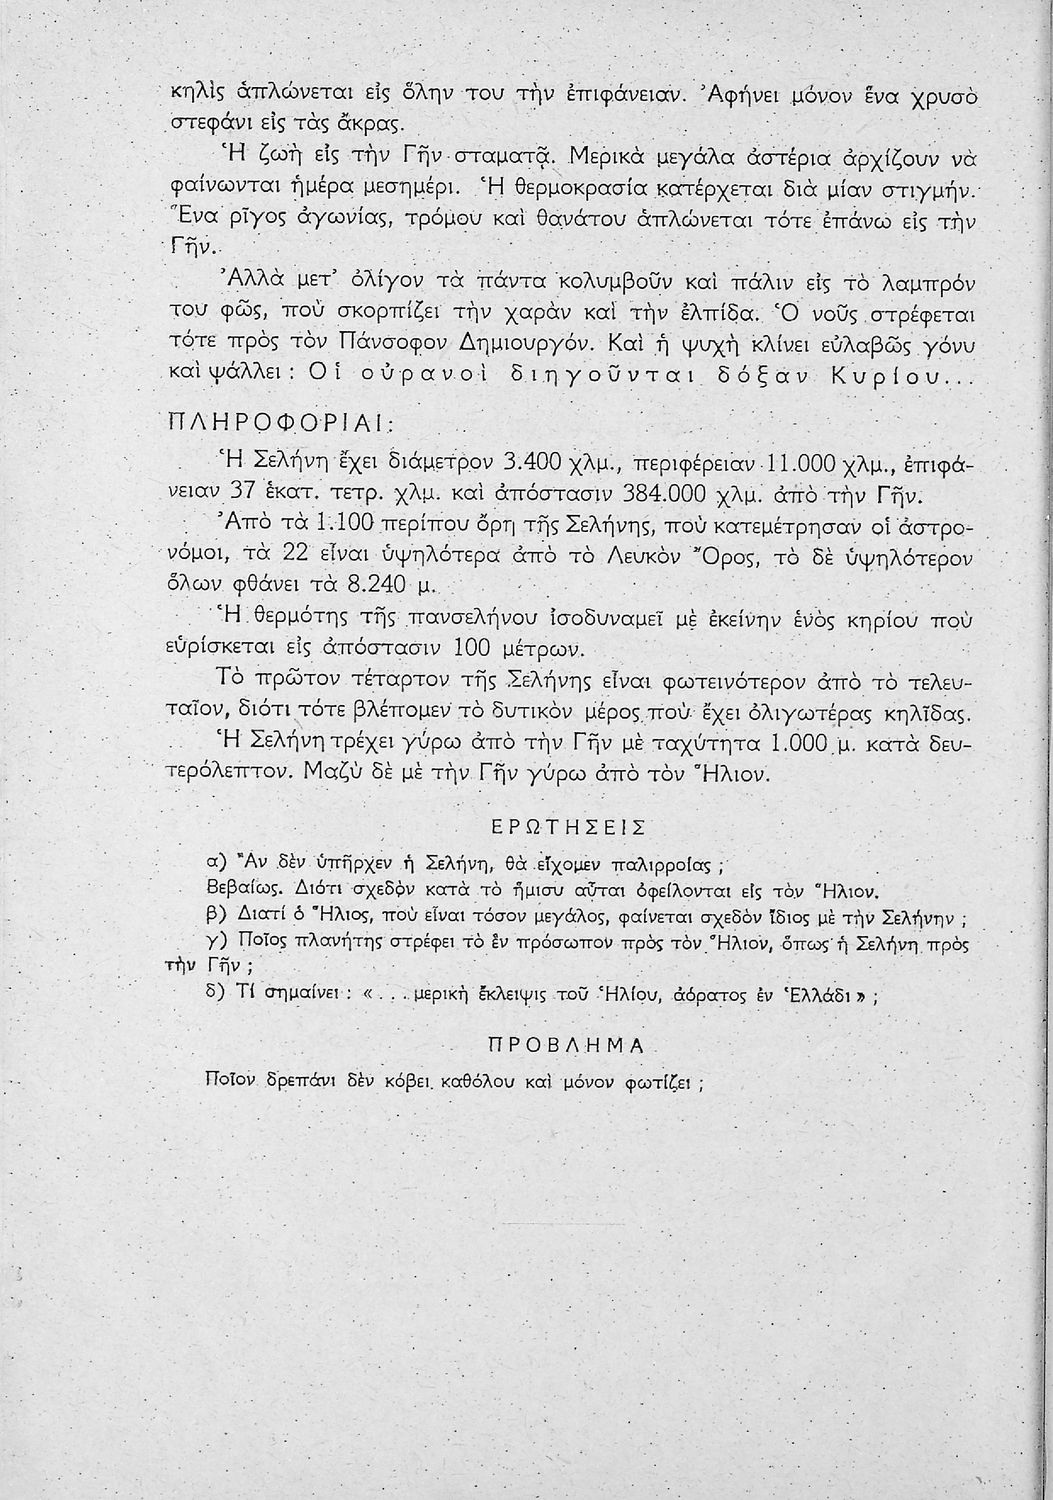 κηλὶς ἁπλώνεται εἰς ὅλην του τὴν ἐπιφάνειαν. Ἀφήνει μόνον ἕνα χρυσὸ
στεφάνι εἰς τὰς ἄκρας.
Ἡ ζωὴ εἰς τὴν Γῆν σταματᾷ. Μερικὰ μεγάλα ἀστέρια ἀρχίζουν νὰ
φαίνωνται ἡμέρα μεσημέρι. Ἡ θερμοκρασία κατέρχεται διὰ μίαν στιγμήν.
Ἕνα ρῖγος ἀγωνίας, τρόμου καὶ θανάτου ἁπλώνεται τότε ἐπάνω εἰς τὴν
Γῆν.
Ἀλλὰ μετ’ ὀλίγον τὰ πάντα κολυμβοῦν καὶ πάλιν εἰς τὸ λαμπρόν
του φῶς, ποὺ σκορπίζει τὴν χαρὰν καὶ τὴν ἐλπίδα. Ὁ νοῦς στρέφεται
τότε πρὸς τὸν Πάνσοφον Δημιουργόν. Καὶ ἡ ψυχὴ κλίνει εὐλαβῶς γόνυ
καὶ ψάλλει : Οἱ οὐρανοὶ διηγοῦνται δόξαν Κυρίου...
ΠΛΗΡΟΦΟΡΙΑΙ:
Ἡ Σελήνη ἔχει διάμετρον 3.400 χλμ., περιφέρειαν 11.000 χλμ., ἐπιφά-
νειαν 37 ἑκατ. τετρ. χλμ. καὶ ἀπόστασιν 384.000 χλμ. ἀπὸ τὴν Γῆν.
Ἀπὸ τὰ 1.100 περίπου ὄρη τῆς Σελήνης, ποὺ κατεμέτρησαν οἱ ἀστρο-
νόμοι, τὰ 22 εἶναι ὑψηλότερα ἀπὸ τὸ Λευκὸν Ὄρος, τὸ δὲ ὑψηλότερον
ὅλων φθάνει τὰ 8.240 μ.
Ἡ θερμότης τῆς πανσελήνου ἰσοδυναμεῖ μὲ ἐκείνην ἑνὸς κηρίου ποὺ
εὑρίσκεται εἰς ἀπόστασιν 100 μέτρων.
Τὸ πρῶτον τέταρτον τῆς Σελήνης εἶναι φωτεινότερον ἀπὸ τὸ τελευ-
ταῖον, διότι τότε βλέπομεν τὸ δυτικὸν μέρος ποὺ ἔχει ὀλιγωτέρας κηλῖδας.
Ἡ Σελήνη τρέχει γύρω ἀπὸ τὴν Γῆν μὲ ταχύτητα 1.000 μ. κατὰ δευ-
τερόλεπτον. Μαζὺ δὲ μὲ τὴν Γῆν γύρω ἀπὸ τὸν Ἥλιον.
ΕΡΩΤΗΣΕΙΣ
α) Ἂν δὲν ὑπῆρχεν ἡ Σελήνη, θὰ εἴχομεν παλιρροίας ;
Βεβαίως. Διότι σχεδὸν κατὰ τὸ ἥμισυ αὗται ὀφείλονται εἰς τὸν Ἥλιον.
β) Διατί ὁ Ἥλιος, ποὺ εἶναι τόσον μεγάλος, φαίνεται σχεδὸν ἴδιος μὲ τὴν Σελήνην ;
γ) Ποῖος πλανήτης στρέφει τὸ ἓν πρόσωπον πρὸς τὸν Ἥλιον, ὅπως ἡ Σελήνη πρὸς
τὴν Γῆν ;
δ) Τί σημαίνει : « . . . μερικὴ ἔκλειψις τοῦ Ἡλίου, ἀόρατος ἐν Ἑλλάδι » ;
ΠΡΟΒΛΗΜΑ
Ποῖον δρεπάνι δὲν κόβει καθόλου καὶ μόνον φωτίζει ;